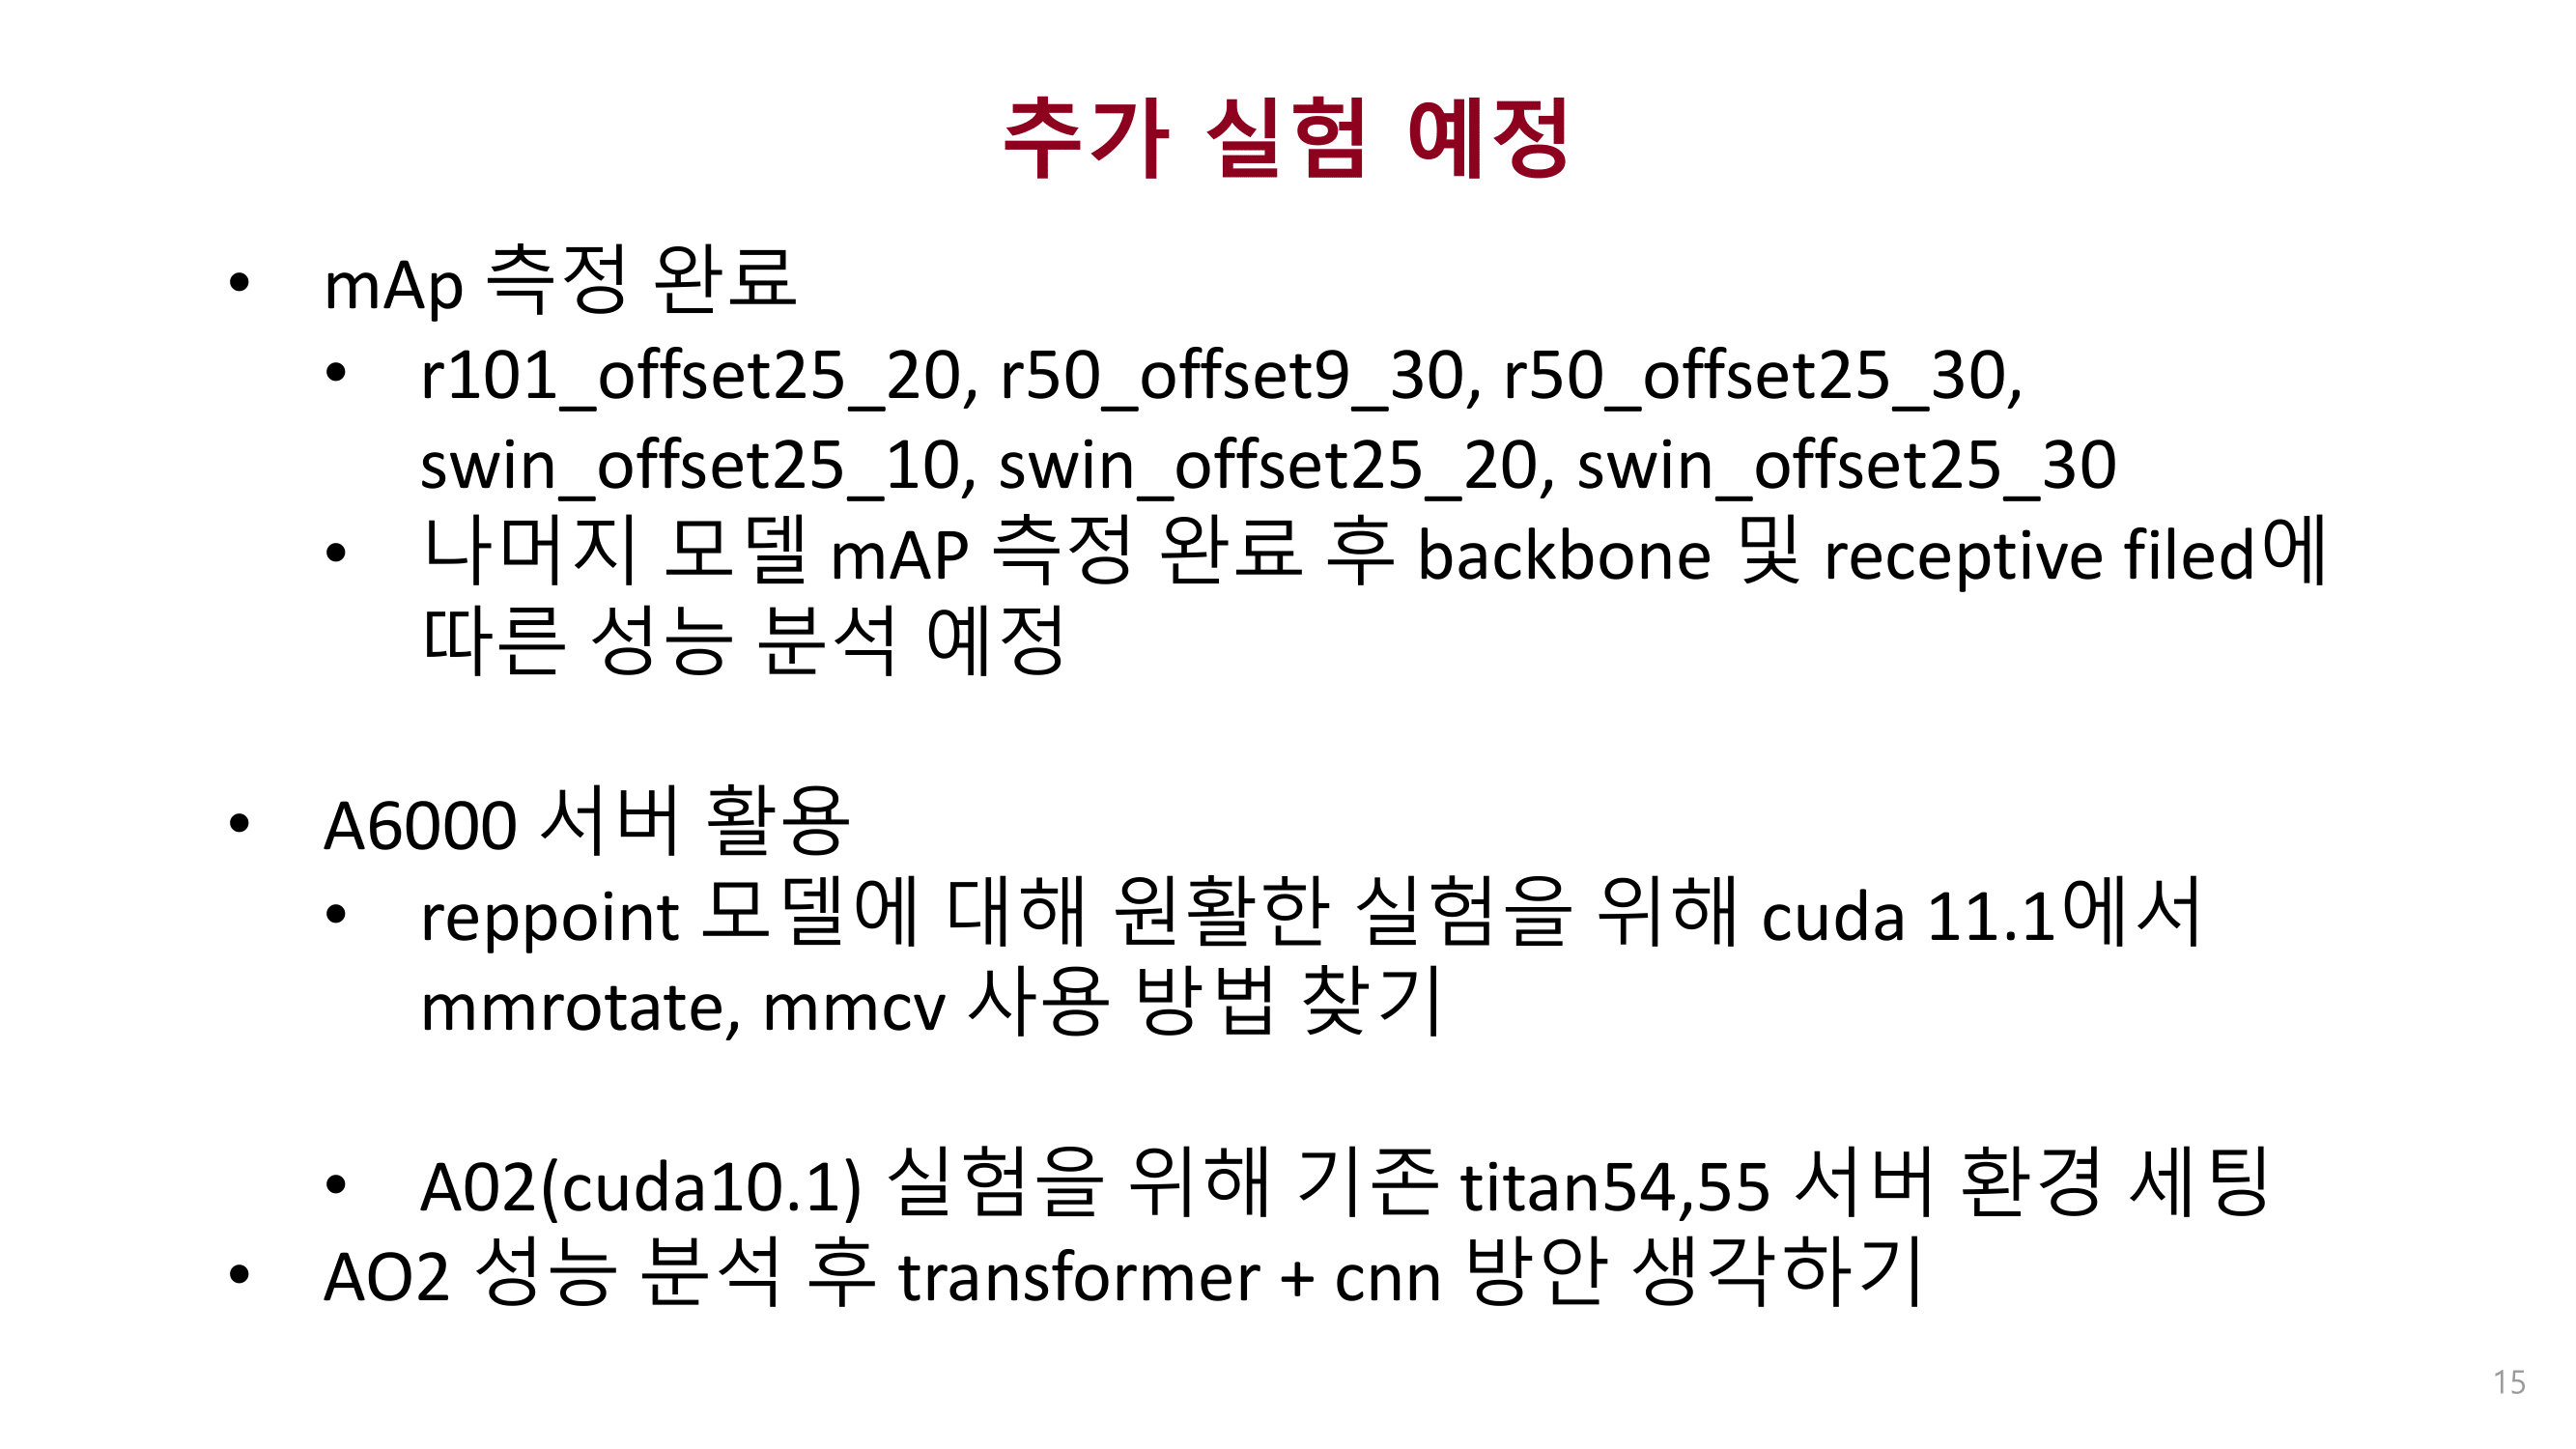 추가 실험 예정
• mAp 측정 완료
• r101_offset25_20, r50_offset9_30, r50_offset25_30,
swin_offset25_10, swin_offset25_20, swin_offset25_30
• 나머지 모델 mAP 측정 완료 후 backbone 및 receptive filed에
따른 성능 분석 예정
• A6000 서버 활용
• reppoint 모델에 대해 원활한 실험을 위해 cuda 11.1에서
mmrotate, mmcv 사용 방법 찾기
• A02(cuda10.1) 실험을 위해 기존 titan54,55 서버 환경 세팅
• AO2 성능 분석 후 transformer + cnn 방안 생각하기
15